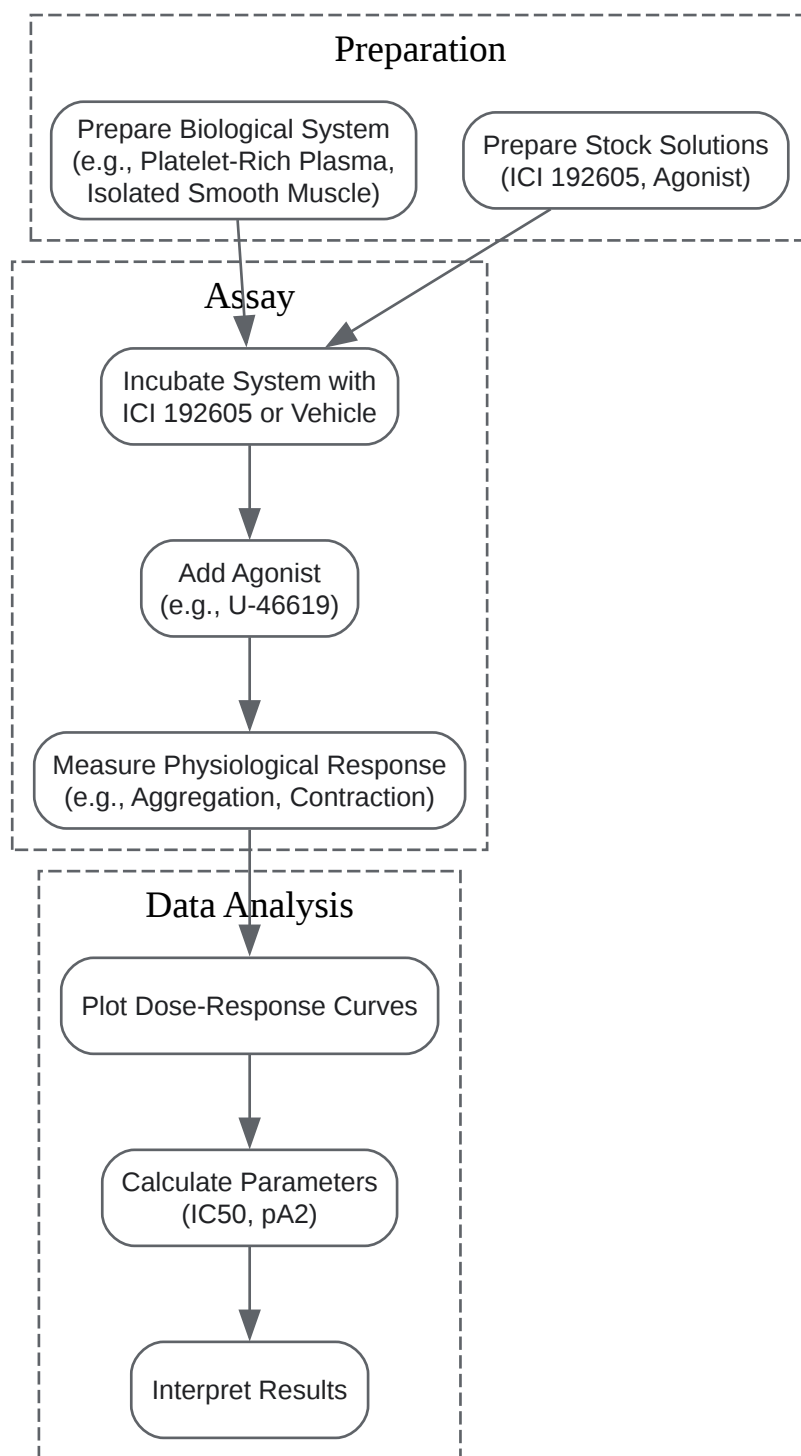 Preparation
Prepare Biological System
(e.g., Platelet-Rich Plasma,
Isolated Smooth Muscle)
Prepare Stock Solutions
(ICI 192605, Agonist)
Assay
Incubate System with
ICI 192605 or Vehicle
Add Agonist
(e.g., U-46619)
Measure Physiological Response
(e.g., Aggregation, Contraction)
Data Analysis
Plot Dose-Response Curves
Calculate Parameters
(IC50, pA2)
Interpret Results